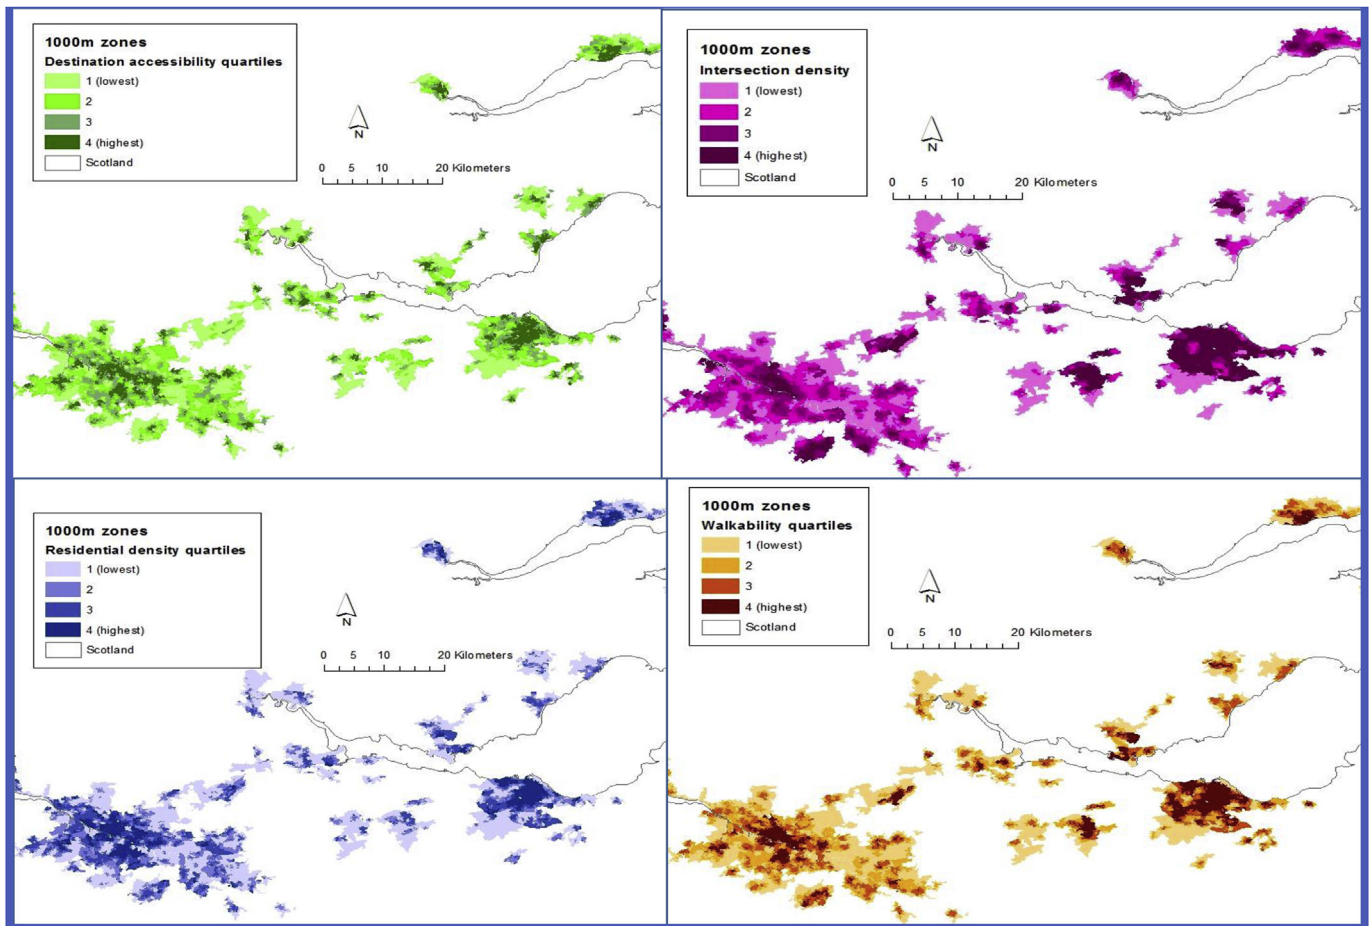 1000m zones
Destination accessibility quartiles
1 (lowest)
2
3
4 (highest)
Scotland
N
0 5 10 20 Kilometers
1000m zones
Intersection density
1 (lowest)
2
3
4 (highest)
Scotland
N
0 5 10 20 Kilometers
1000m zones
Residential density quartiles
1 (lowest)
2
3
4 (highest)
Scotland
N
0 5 10 20 Kilometers
1000m zones
Walkability quartiles
1 (lowest)
2
3
4 (highest)
Scotland
N
0 5 10 20 Kilometers